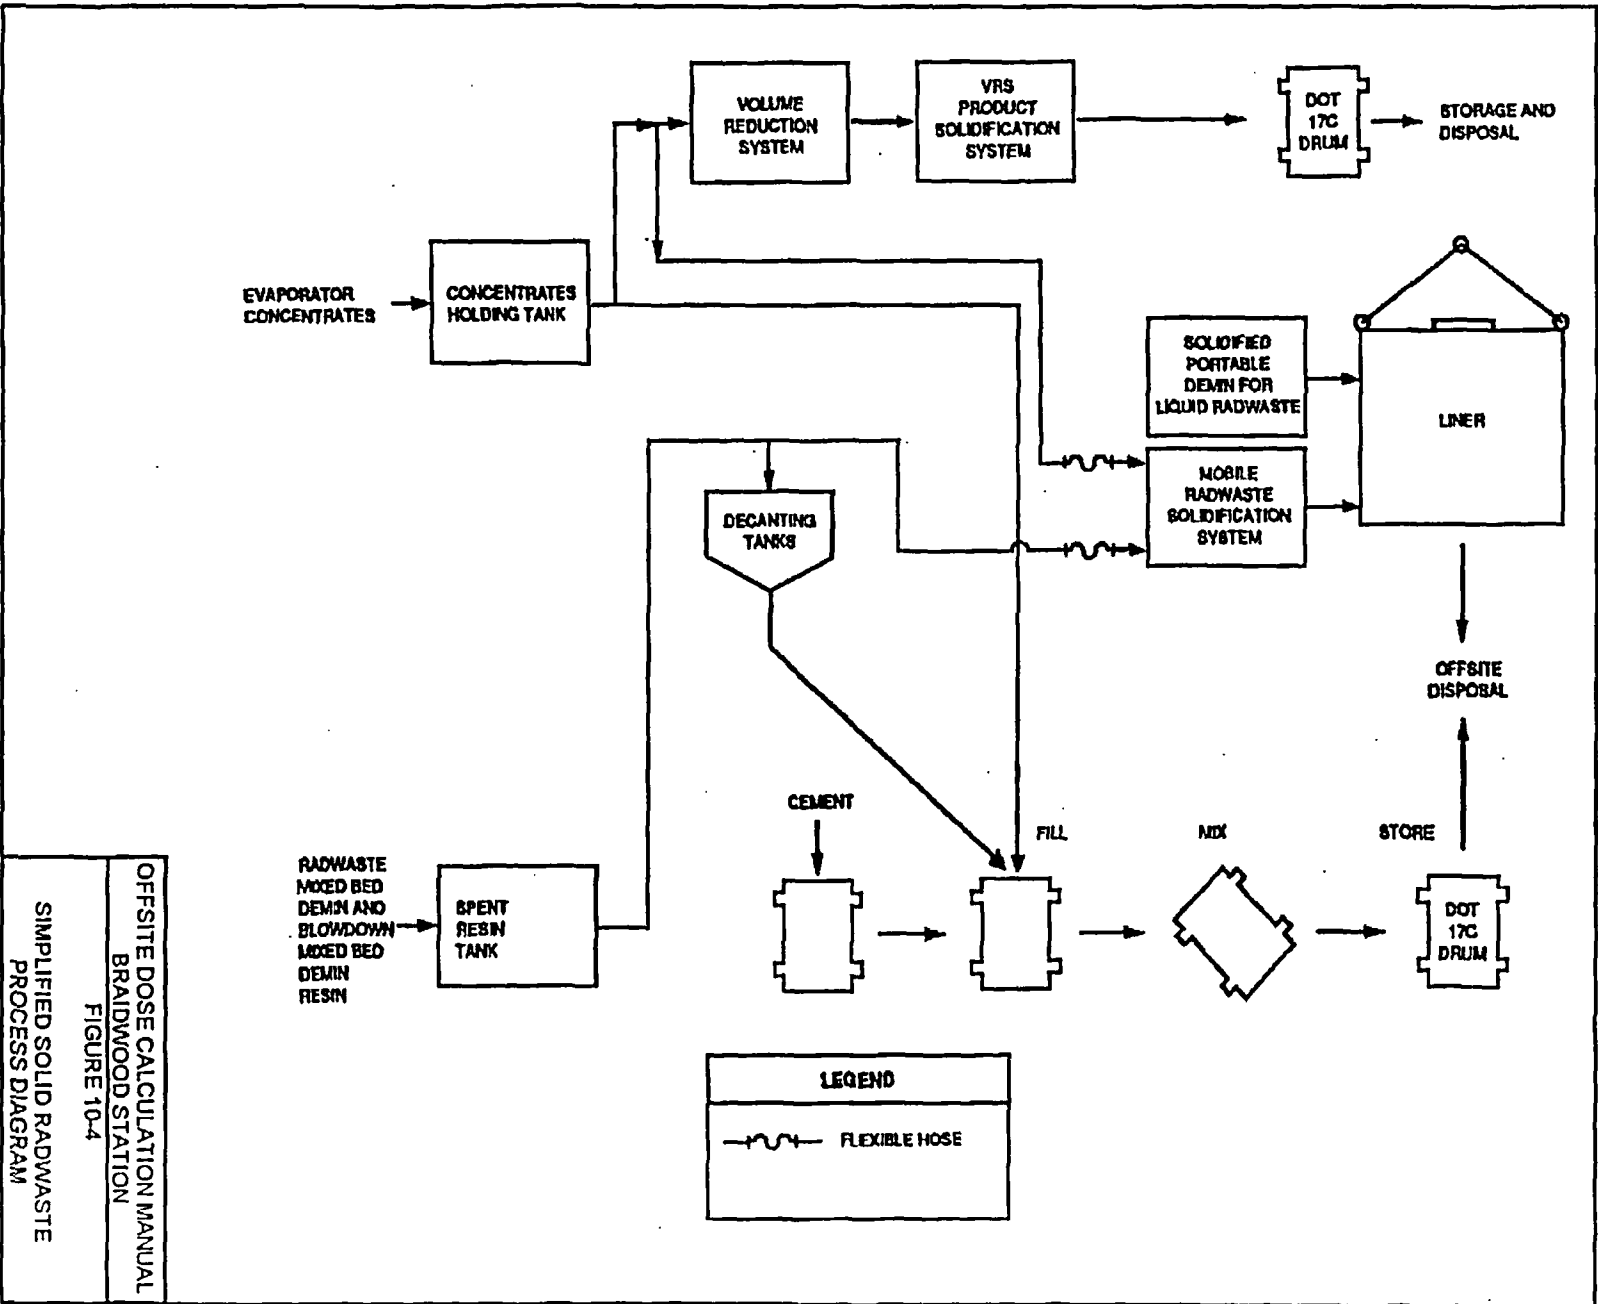 VOLUME
REDUCTION
SYSTEM
VRS
PRODUCT
SOLIDIFICATION
SYSTEM
DOT
17C
DRUM
STORAGE AND
DISPOSAL
EVAPORATOR
CONCENTRATES
CONCENTRATES
HOLDING TANK
SOLIDIFIED
PORTABLE
DEMIN FOR
LIQUID RADWASTE
LINER
MOBILE
RADWASTE
SOLIDIFICATION
SYSTEM
DECANTING
TANKS
OFFSITE
DISPOSAL
CEMENT
FILL
MIX
STORE
RADWASTE
MIXED BED
DEMIN AND
BLOWDOWN
MIXED BED
DEMIN
RESIN
SPENT
RESIN
TANK
DOT
17C
DRUM
LEGEND
FLEXIBLE HOSE
OFFSITE DOSE CALCULATION MANUAL
BRAIDWOOD STATION
FIGURE 10-4
SIMPLIFIED SOLID RADWASTE
PROCESS DIAGRAM